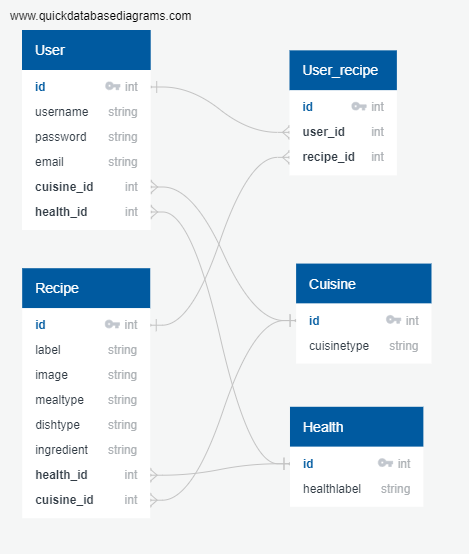 www.quickdatabasediagrams.com
User
id int
username string
password string
email string
cuisine_id int
health_id int
User_recipe
id int
user_id int
recipe_id int
Recipe
id int
label string
image string
mealtype string
dishtype string
ingredient string
health_id int
cuisine_id int
Cuisine
id int
cuisinetype string
Health
id int
healthlabel string